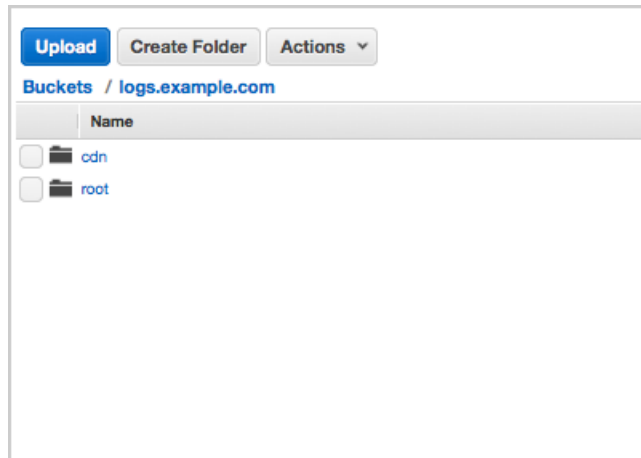 Upload Create Folder Actions
Buckets / logs.example.com
Name
cdn
root